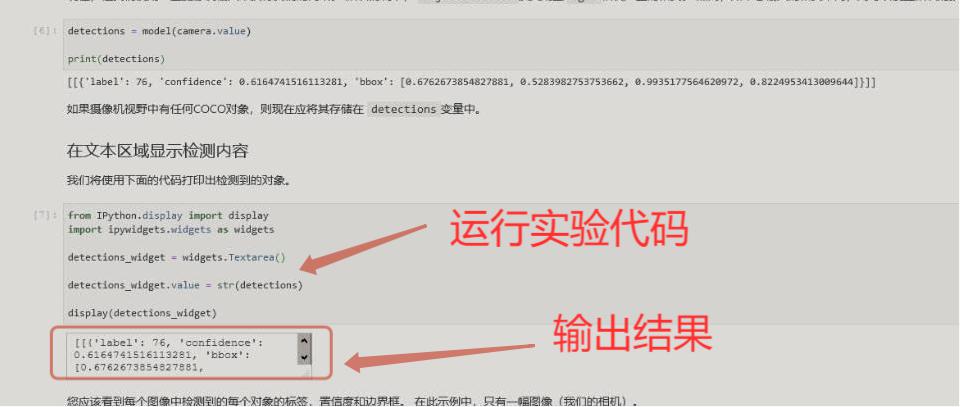 [6]: detections = model(camera.value)
print(detections)
[[{'label': 76, 'confidence': 0.6164741516113281, 'bbox': [0.6762673854827881, 0.5283982753753662, 0.9935177564620972, 0.8224953413009644]}]]
如果摄像机视野中有任何COCO对象，则现在应将其存储在 detections 变量中。
在文本区域显示检测内容
我们将使用下面的代码打印出检测到的对象。
[7]: from IPython.display import display
import ipywidgets.widgets as widgets
detections_widget = widgets.Textarea()
detections_widget.value = str(detections)
display(detections_widget)
运行实验代码
输出结果
[[{'label': 76, 'confidence':
0.6164741516113281, 'bbox':
[0.6762673854827881,
您应该看到每个图像中检测到的每个对象的标签、置信度和边界框。 在此示例中，只有一幅图像（我们的相机）。